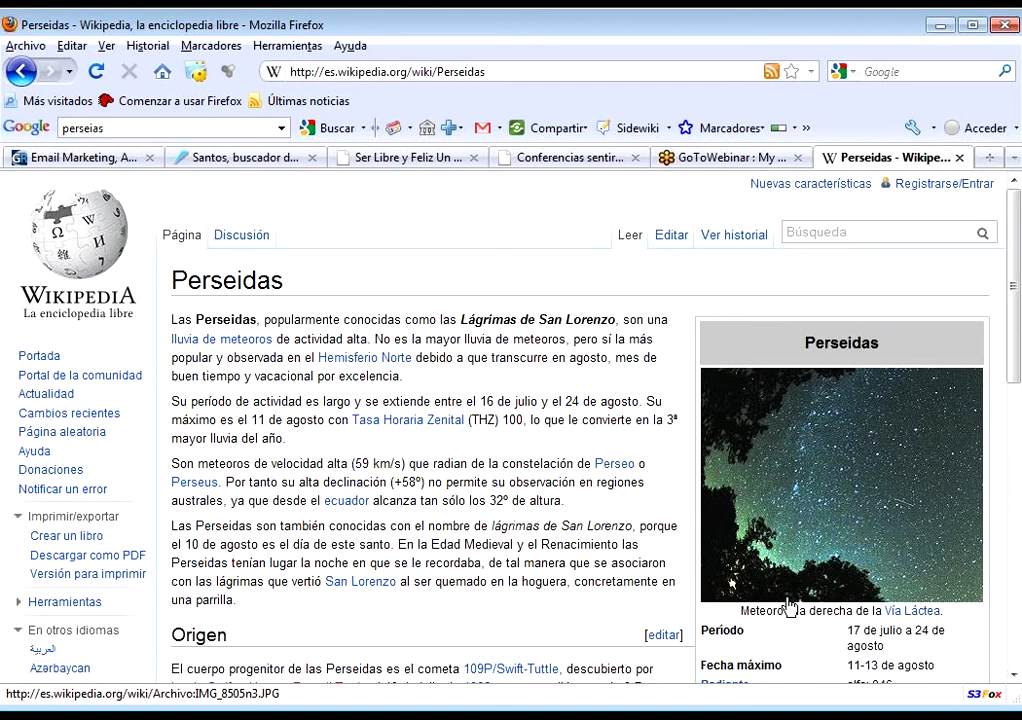 Perseidas - Wikipedia, la enciclopedia libre - Mozilla Firefox
Archivo Editar Ver Historial Marcadores Herramientas Ayuda
http://es.wikipedia.org/wiki/Perseidas
Google
Más visitados Comenzar a usar Firefox Últimas noticias
Google perseias Buscar Compartir Sidewiki Marcadores Acceder
Email Marketing, A... Santos, buscador d... Ser Libre y Feliz Un ... Conferencias sentir... GoToWebinar : My ... Perseidas - Wikipe...
Nuevas características Registrarse/Entrar
Página Discusión Leer Editar Ver historial Búsqueda
WIKIPEDIA
La enciclopedia libre
Portada
Portal de la comunidad
Actualidad
Cambios recientes
Página aleatoria
Ayuda
Donaciones
Notificar un error
Imprimir/exportar
Crear un libro
Descargar como PDF
Versión para imprimir
Herramientas
En otros idiomas
العربية
Azərbaycan
Perseidas
Las Perseidas, popularmente conocidas como las Lágrimas de San Lorenzo, son una
lluvia de meteoros de actividad alta. No es la mayor lluvia de meteoros, pero sí la más
popular y observada en el Hemisferio Norte debido a que transcurre en agosto, mes de
buen tiempo y vacacional por excelencia.
Su período de actividad es largo y se extiende entre el 16 de julio y el 24 de agosto. Su
máximo es el 11 de agosto con Tasa Horaria Zenital (THZ) 100, lo que le convierte en la 3ª
mayor lluvia del año.
Son meteoros de velocidad alta (59 km/s) que radian de la constelación de Perseo o
Perseus. Por tanto su alta declinación (+58º) no permite su observación en regiones
australes, ya que desde el ecuador alcanza tan sólo los 32º de altura.
Las Perseidas son también conocidas con el nombre de lágrimas de San Lorenzo, porque
el 10 de agosto es el día de este santo. En la Edad Medieval y el Renacimiento las
Perseidas tenían lugar la noche en que se le recordaba, de tal manera que se asociaron
con las lágrimas que vertió San Lorenzo al ser quemado en la hoguera, concretamente en
una parrilla.
Origen [editar]
El cuerpo progenitor de las Perseidas es el cometa 109P/Swift-Tuttle, descubierto por
Perseidas
Meteoro la derecha de la Vía Láctea.
Período 17 de julio a 24 de
agosto
Fecha máximo 11-13 de agosto
http://es.wikipedia.org/wiki/Archivo:IMG_8505n3.JPG
S3Fox